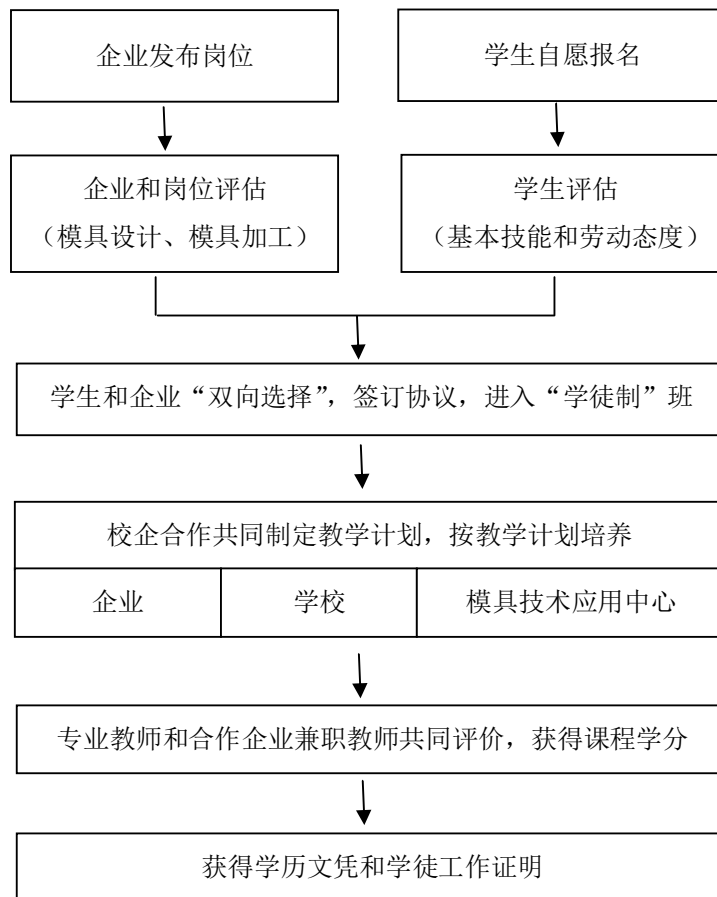 企业发布岗位
学生自愿报名
企业和岗位评估
（模具设计、模具加工）
学生评估
（基本技能和劳动态度）
学生和企业“双向选择”，签订协议，进入“学徒制”班
校企合作共同制定教学计划，按教学计划培养
企业
学校
模具技术应用中心
专业教师和合作企业兼职教师共同评价，获得课程学分
获得学历文凭和学徒工作证明